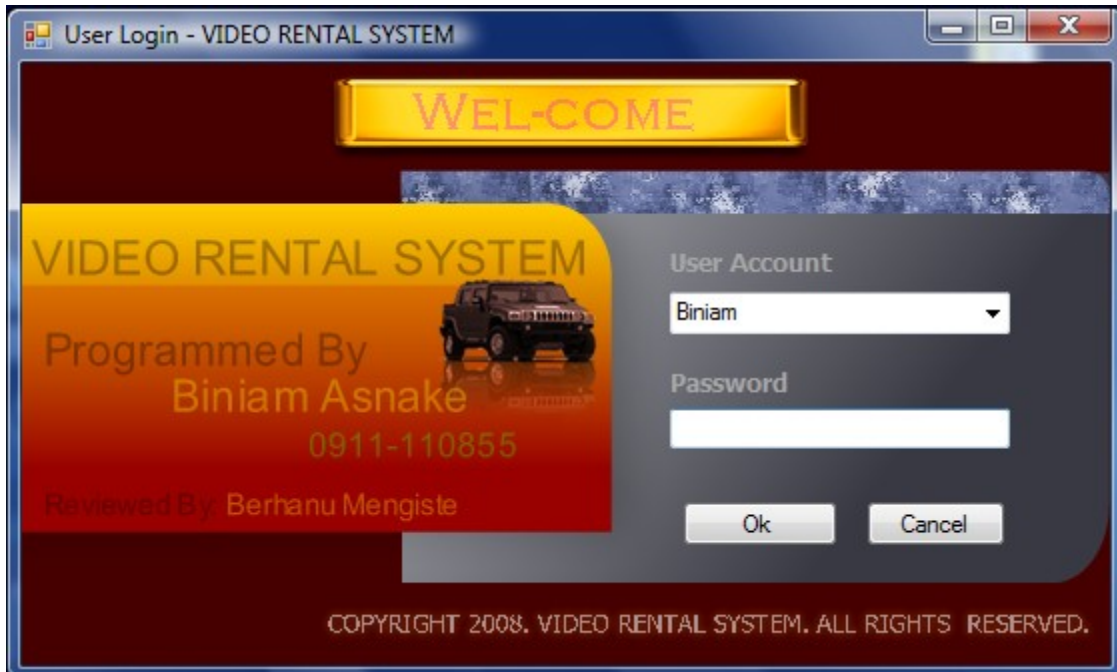 User Login - VIDEO RENTAL SYSTEM
WEL-COME
VIDEO RENTAL SYSTEM
Programmed By
Biniam Asnake
0911-110855
Reviewed By: Berhanu Mengiste
User Account
Biniam
Password
Ok Cancel
COPYRIGHT 2008. VIDEO RENTAL SYSTEM. ALL RIGHTS RESERVED.